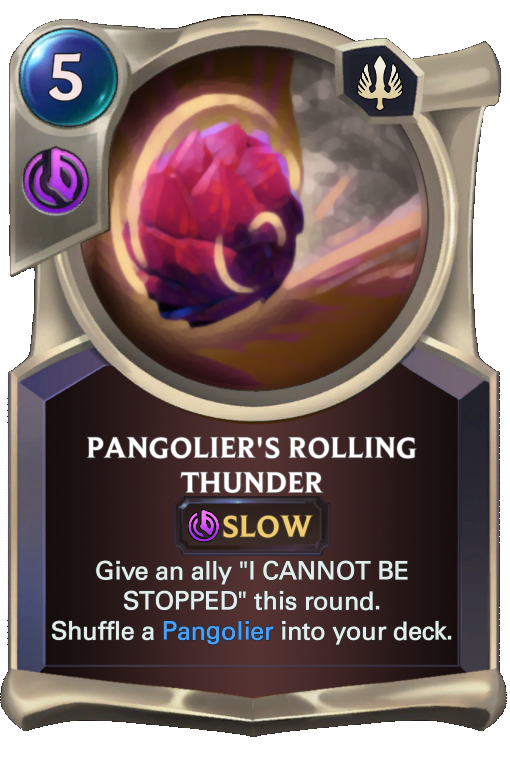 5
PANGOLIER'S ROLLING
THUNDER
SLOW
Give an ally "I CANNOT BE
STOPPED" this round.
Shuffle a Pangolier into your deck.